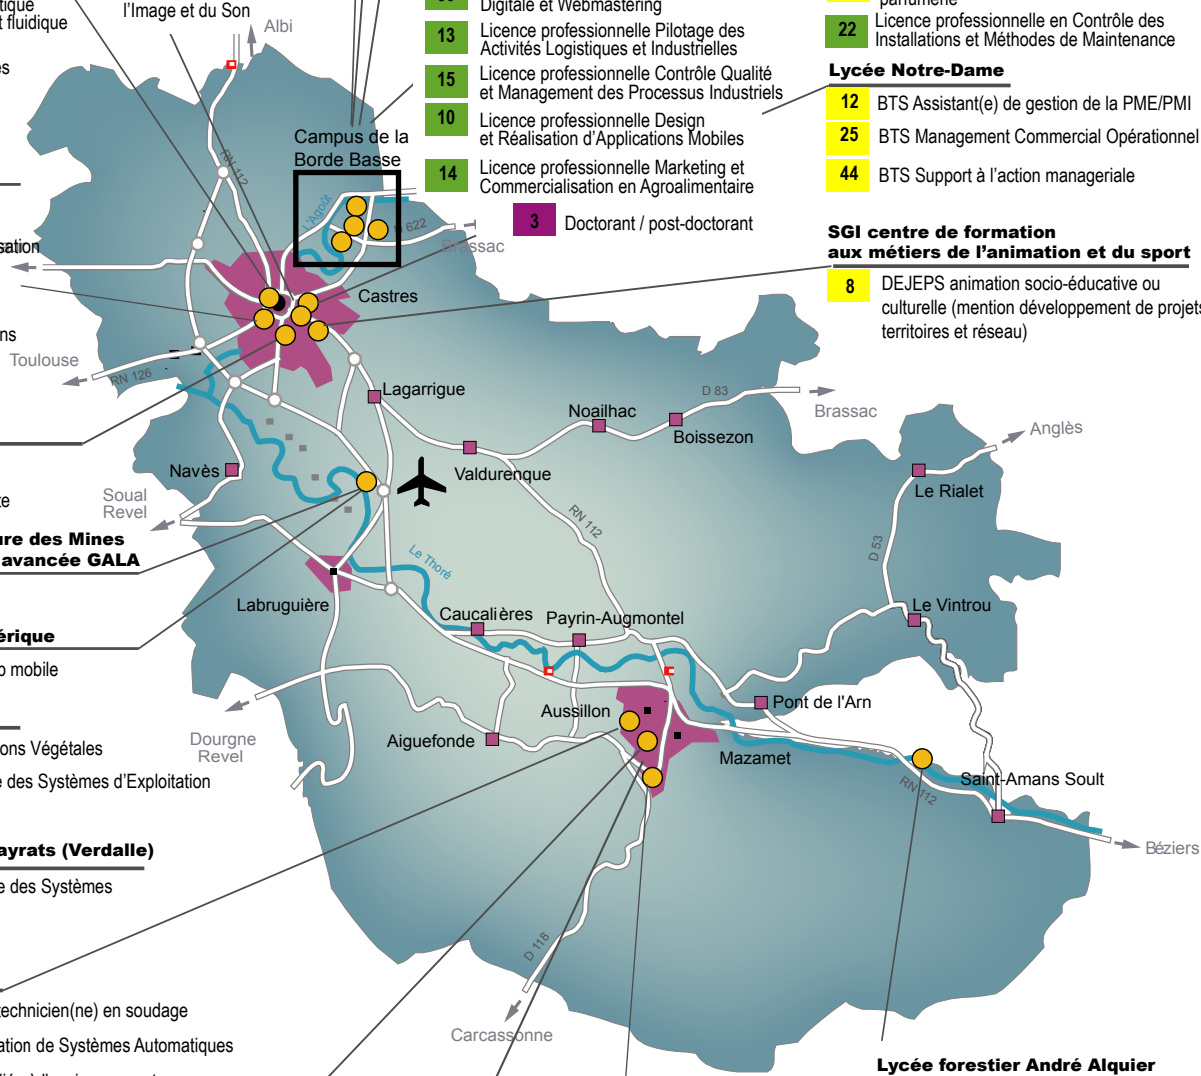 tique
t fluidique
l'Image et du Son
Albi
es
sation
ons
Digitale et Webmastering
13 Licence professionnelle Pilotage des
Activités Logistiques et Industrielles
15 Licence professionnelle Contrôle Qualité
et Management des Processus Industriels
10 Licence professionnelle Design
et Réalisation d'Applications Mobiles
14 Licence professionnelle Marketing et
Commercialisation en Agroalimentaire
3 Doctorant / post-doctorant
parfumerie
22 Licence professionnelle en Contrôle des
Installations et Méthodes de Maintenance
Lycée Notre-Dame
12 BTS Assistant(e) de gestion de la PME/PMI
25 BTS Management Commercial Opérationnel
44 BTS Support à l'action manageriale
SGI centre de formation
aux métiers de l'animation et du sport
8 DEJEPS animation socio-éducative ou
culturelle (mention développement de projets
territoires et réseau)
Campus de la
Borde Basse
RN 112
L'Agoût
D 622
Brassac
Castres
Toulouse
RN 126
Lagarrigue
D 83
Brassac
Noailhac
Boissezon
Anglès
Navès
Valdurenque
Le Rialet
Soual
Revel
RN 112
D 53
te
ure des Mines
avancée GALA
Le Thoré
Labruguière
Caucalières
Payrin-Augmontel
Le Vintrou
érique
b mobile
Aussillon
Pont de l'Arn
Dourgne
Revel
Aiguefonde
Mazamet
ons Végétales
e des Systèmes d'Exploitation
RN 112
Saint-Amans Soult
Béziers
ayrats (Verdalle)
e des Systèmes
D 118
Carcassonne
technicien(ne) en soudage
ation de Systèmes Automatiques
Lycée forestier André Alquier